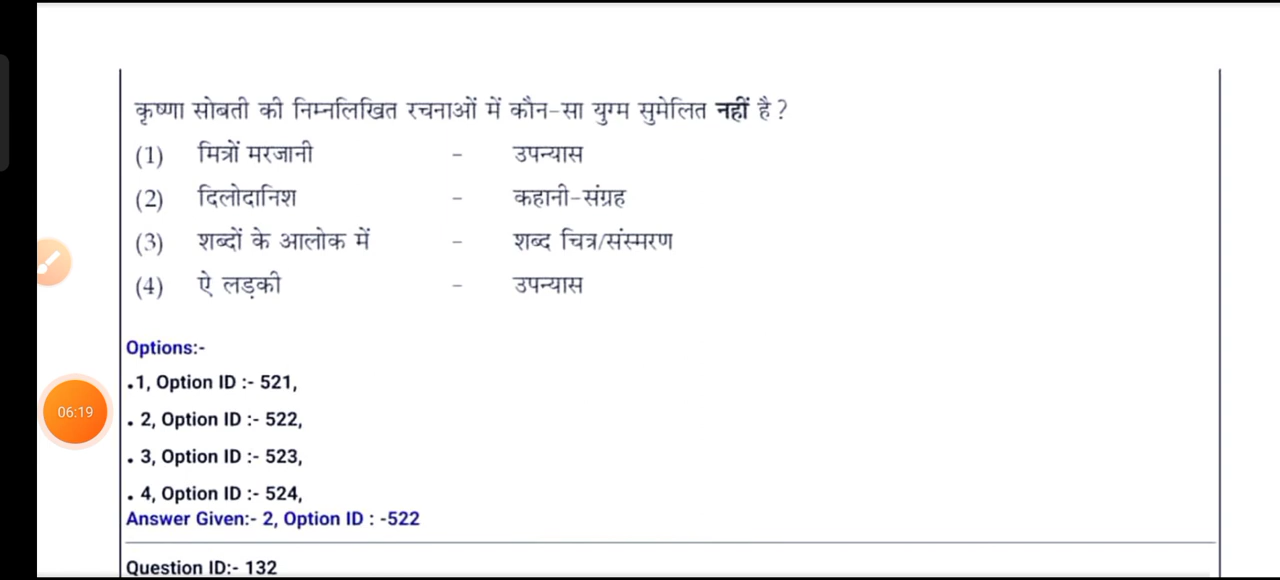 कृष्णा सोबती की निम्नलिखित रचनाओं में कौन-सा युग्म सुमेलित नहीं है ?
(1) मित्रों मरजानी - उपन्यास
(2) दिलोदानिश - कहानी-संग्रह
(3) शब्दों के आलोक में - शब्द चित्र/संस्मरण
(4) ऐ लड़की - उपन्यास
Options:-
.1, Option ID :- 521,
. 2, Option ID :- 522,
. 3, Option ID :- 523,
. 4, Option ID :- 524,
Answer Given:- 2, Option ID : -522
06:19
Question ID:- 132